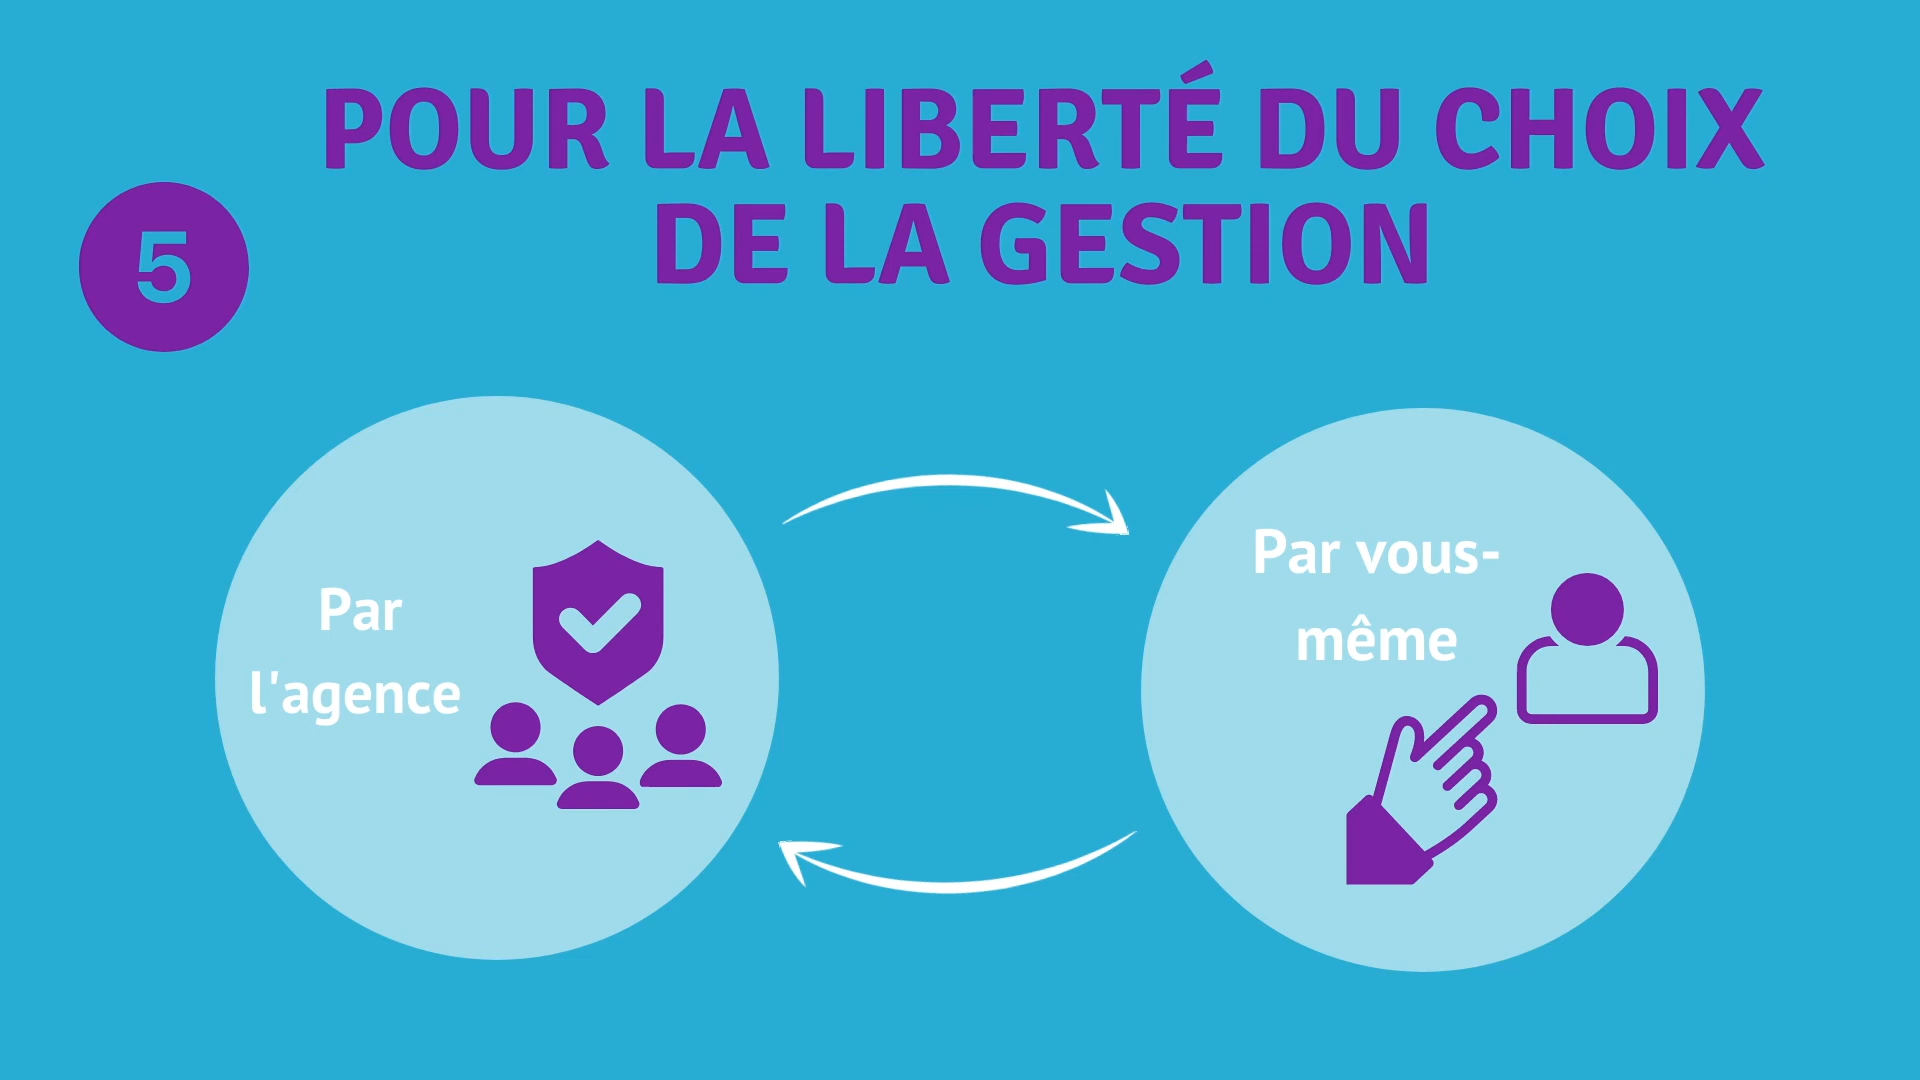 POUR LA LIBERTÉ DU CHOIX
DE LA GESTION
5
Par
l'agence
Par vous-
même